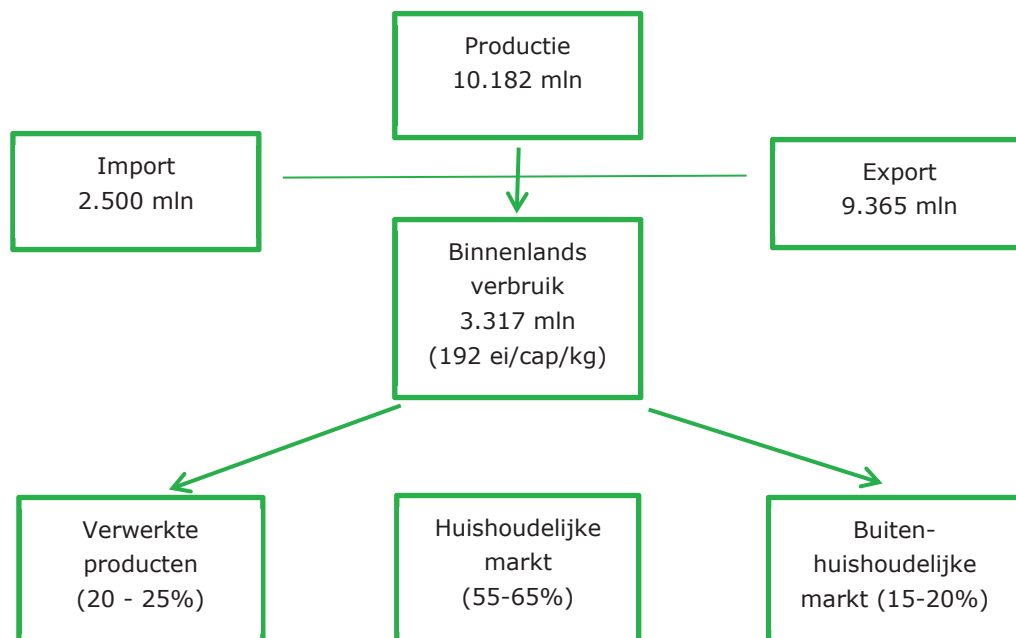 Productie
10.182 mln
Import
2.500 mln
Export
9.365 mln
Binnenlands
verbruik
3.317 mln
(192 ei/cap/kg)
Verwerkte
producten
(20 - 25%)
Huishoudelijke
markt
(55-65%)
Buiten-
huishoudelijke
markt (15-20%)